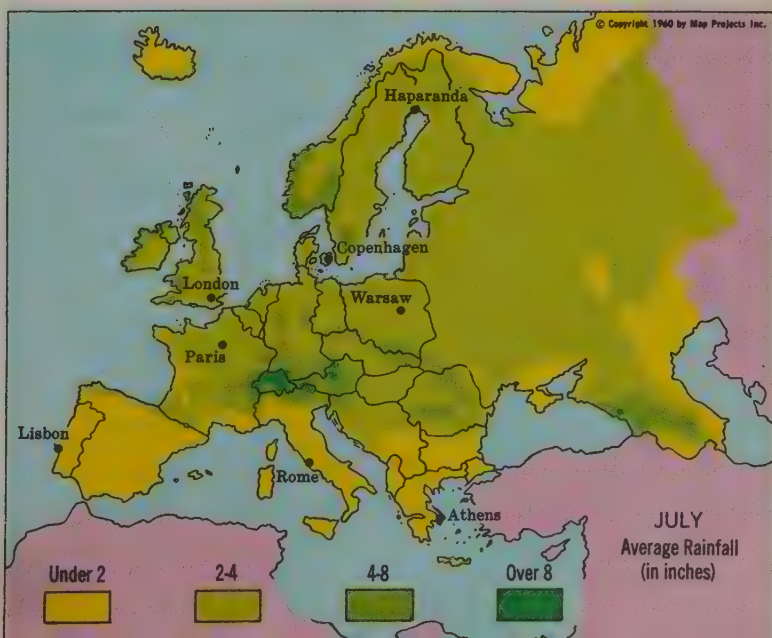 © Copyright 1960 by Map Projects Inc.
Haparanda
Copenhagen
London
Warsaw
Paris
Lisbon
Rome
Athens
JULY
Average Rainfall
(in inches)
Under 2
2-4
4-8
Over 8